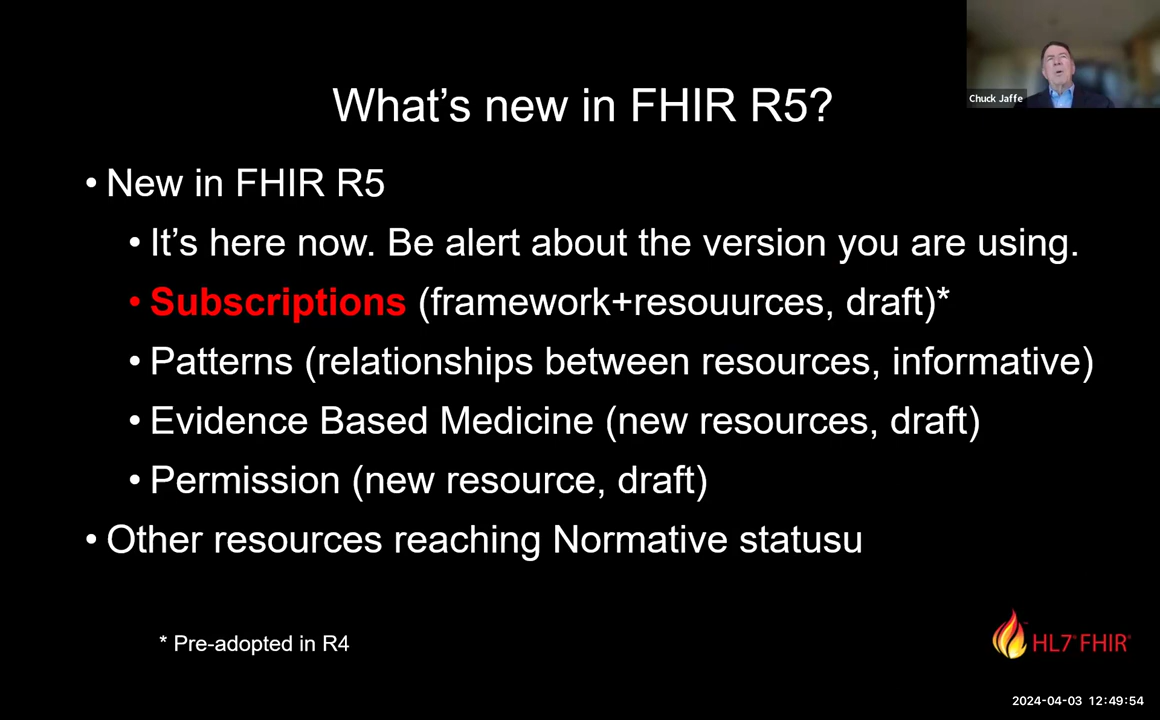 Chuck Jaffe
What's new in FHIR R5?
• New in FHIR R5
• It's here now. Be alert about the version you are using.
• Subscriptions (framework+resouurces, draft)*
• Patterns (relationships between resources, informative)
• Evidence Based Medicine (new resources, draft)
• Permission (new resource, draft)
• Other resources reaching Normative statusu
* Pre-adopted in R4
HL7® FHIR®
2024-04-03 12:49:54